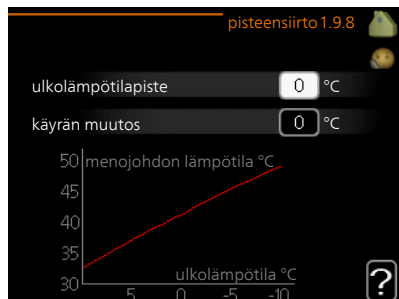 pisteensiirto 1.9.8
ulkolämpötilapiste 0 °C
käyrän muutos 0 °C
menojohdon lämpötila °C
50
45
40
35
30
ulkolämpötila °C
5 0 -5 -10
?